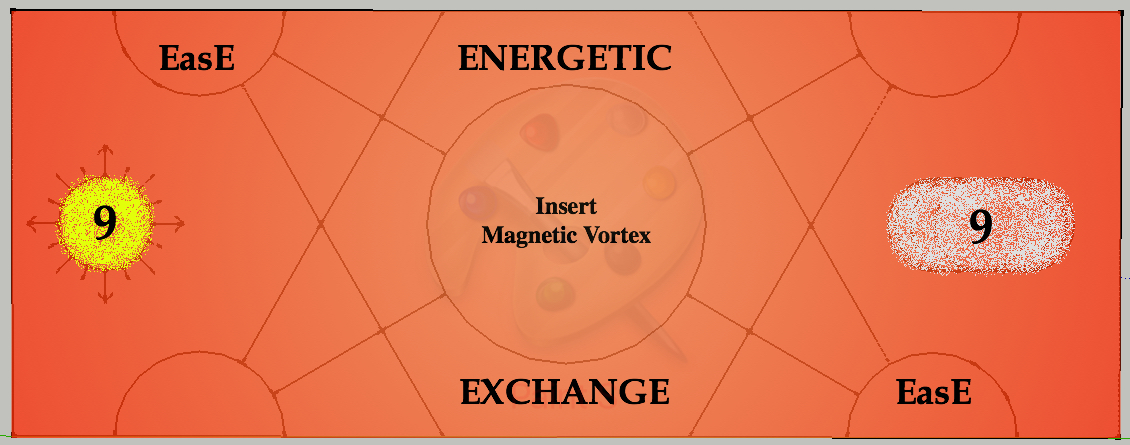 EasE
ENERGETIC
9
Insert
Magnetic Vortex
9
EXCHANGE
EasE